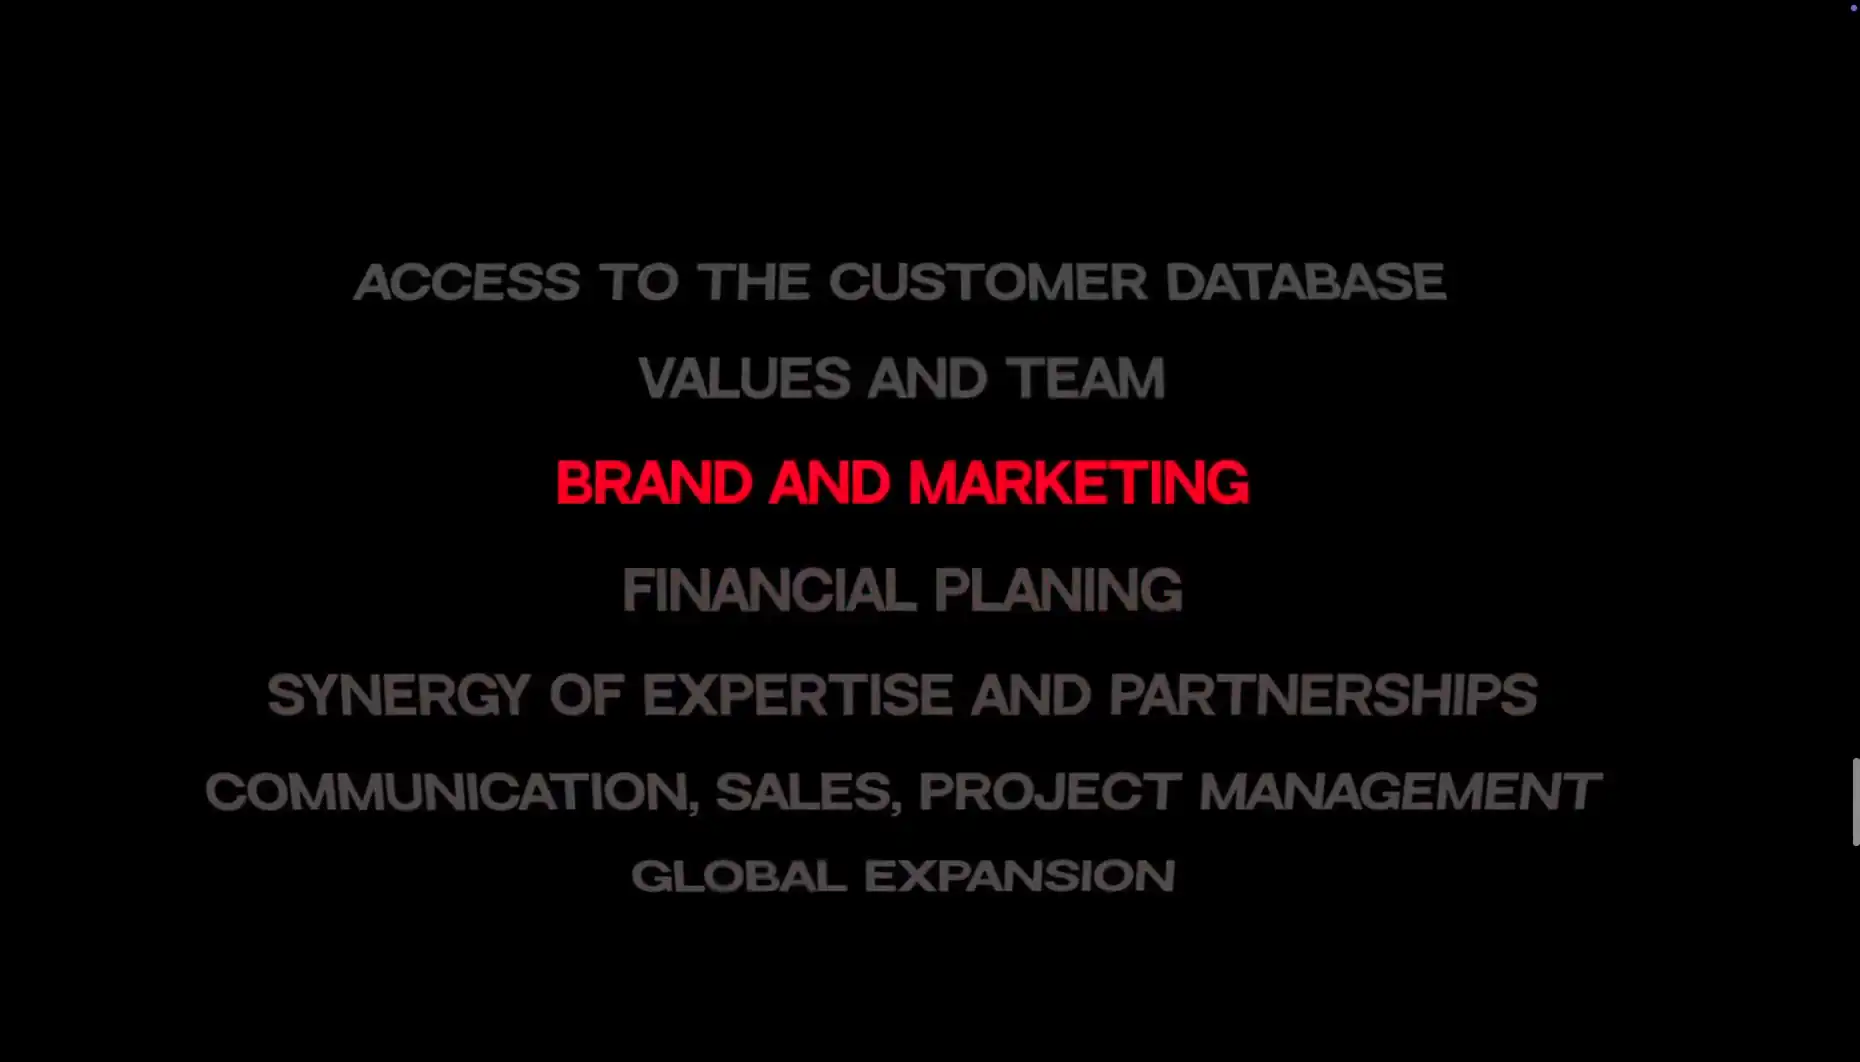 ACCESS TO THE CUSTOMER DATABASE
VALUES AND TEAM
BRAND AND MARKETING
FINANCIAL PLANING
SYNERGY OF EXPERTISE AND PARTNERSHIPS
COMMUNICATION, SALES, PROJECT MANAGEMENT
GLOBAL EXPANSION